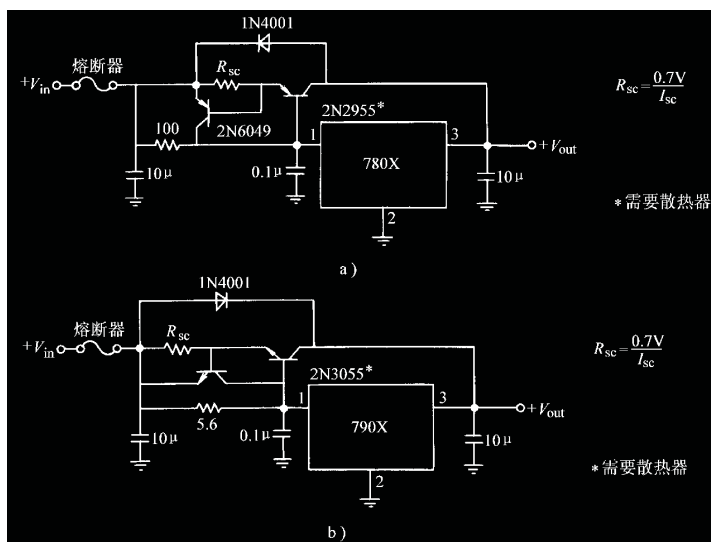 1N4001
+Vin 熔断器 Rsc
Rsc=0.7V/Isc
2N2955*
100 2N6049 1 3
+Vout
10μ 0.1μ 780X 10μ
*需要散热器
2
a)
1N4001
+Vin 熔断器 Rsc
Rsc=0.7V/Isc
2N3055*
1 3
+Vout
5.6
10μ 0.1μ 790X 10μ
*需要散热器
2
b)